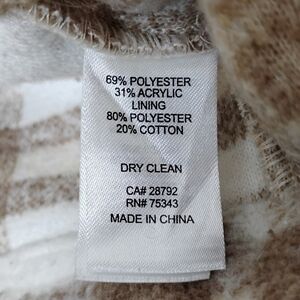 69% POLYESTER
31% ACRYLIC
LINING
80% POLYESTER
20% COTTON
DRY CLEAN
CA# 28792
RN# 75343
MADE IN CHINA